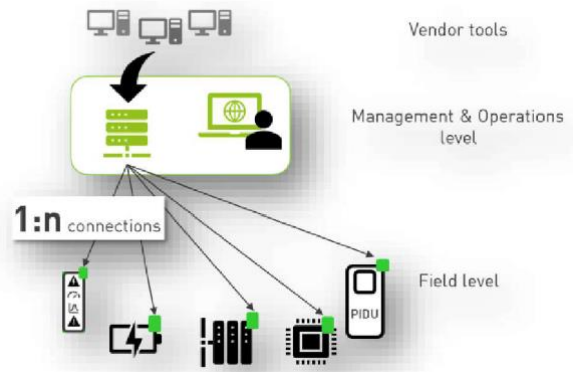 Vendor tools
Management & Operations
level
1:n connections
Field level
PIDU